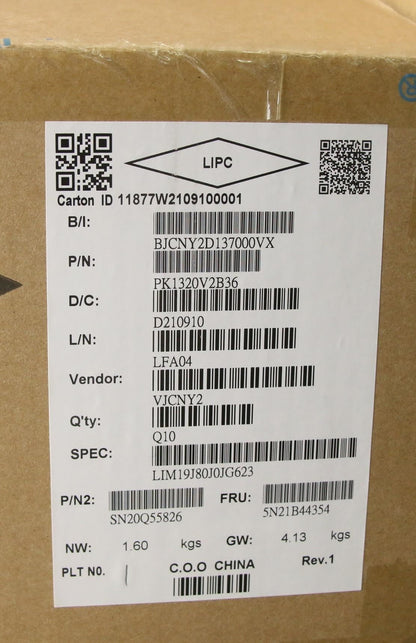 LIPC
Carton ID 11877W2109100001
B/I:
BJCNY2D137000VX
P/N:
PK1320V2B36
D/C:
D210910
L/N:
LFA04
Vendor:
VJCNY2
Q'ty:
Q10
SPEC:
LIM19J80J0JG623
P/N2: FRU:
SN20Q55826 5N21B44354
NW: 1.60 kgs GW: 4.13 kgs
PLT N0. C.O.O CHINA Rev.1